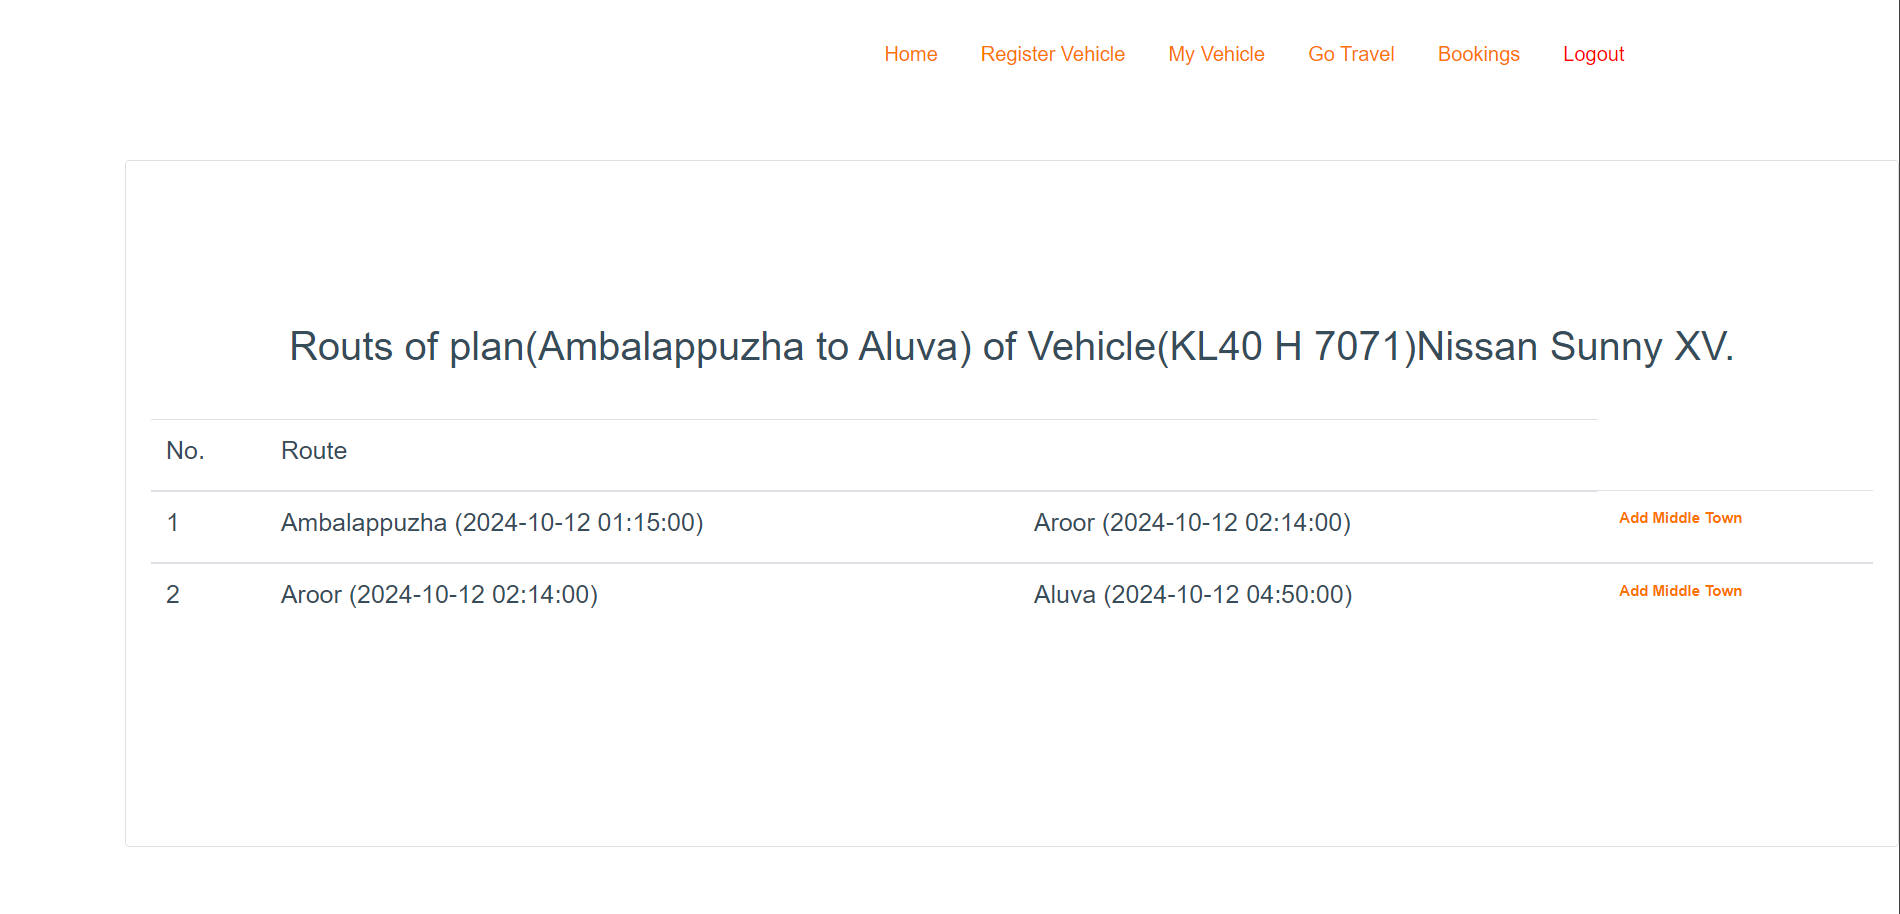 Home Register Vehicle My Vehicle Go Travel Bookings Logout
Routs of plan(Ambalappuzha to Aluva) of Vehicle(KL40 H 7071)Nissan Sunny XV.
No. Route
1 Ambalappuzha (2024-10-12 01:15:00) Aroor (2024-10-12 02:14:00) Add Middle Town
2 Aroor (2024-10-12 02:14:00) Aluva (2024-10-12 04:50:00) Add Middle Town